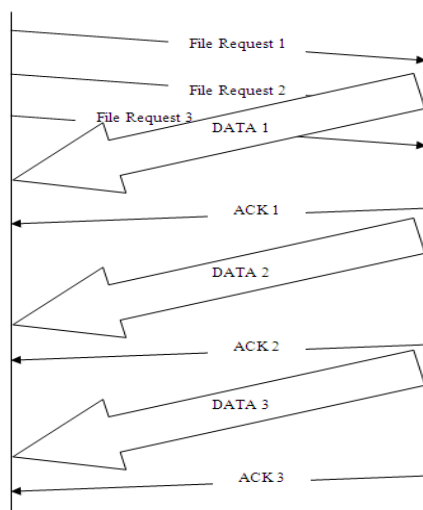 File Request 1
File Request 2
File Request 3
DATA 1
ACK 1
DATA 2
ACK 2
DATA 3
ACK 3